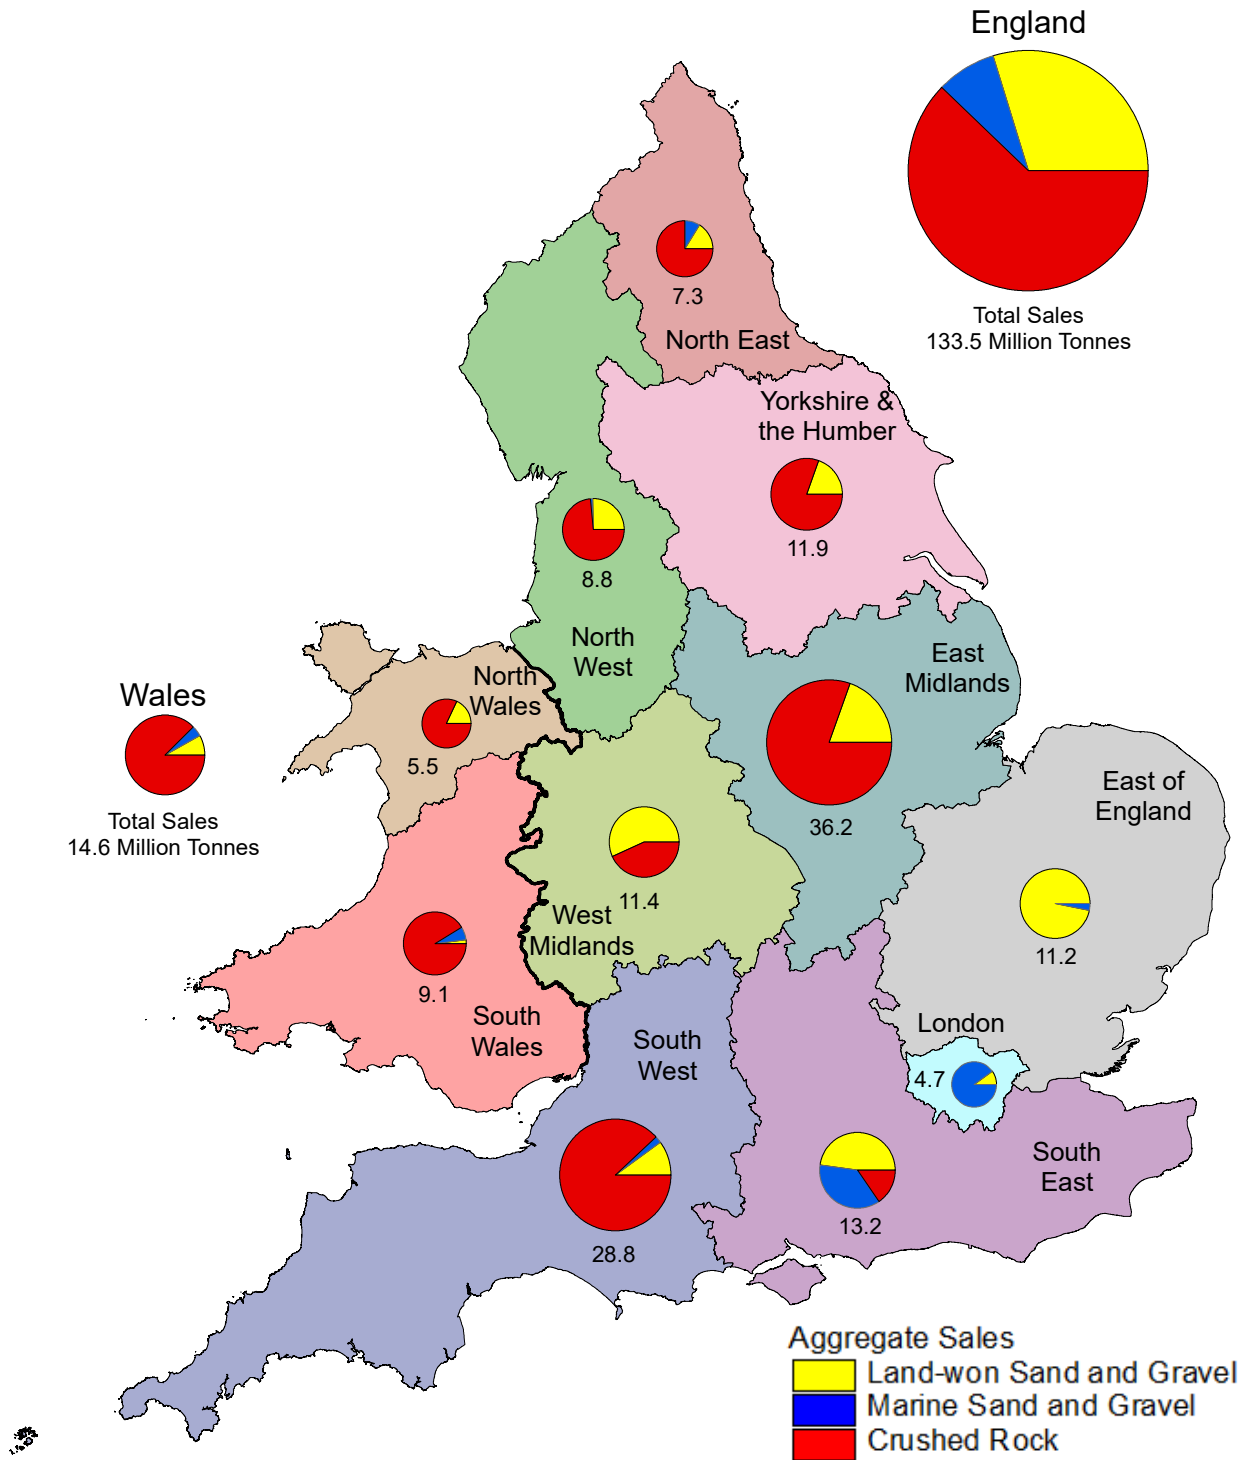 England
Total Sales
133.5 Million Tonnes
7.3
North East
Yorkshire &
the Humber
11.9
8.8
North
West
East
Midlands
36.2
North
Wales
5.5
Wales
Total Sales
14.6 Million Tonnes
East of
England
11.2
11.4
West
Midlands
9.1
South
Wales
London
4.7
South
West
28.8
South
East
13.2
Aggregate Sales
Land-won Sand and Gravel
Marine Sand and Gravel
Crushed Rock